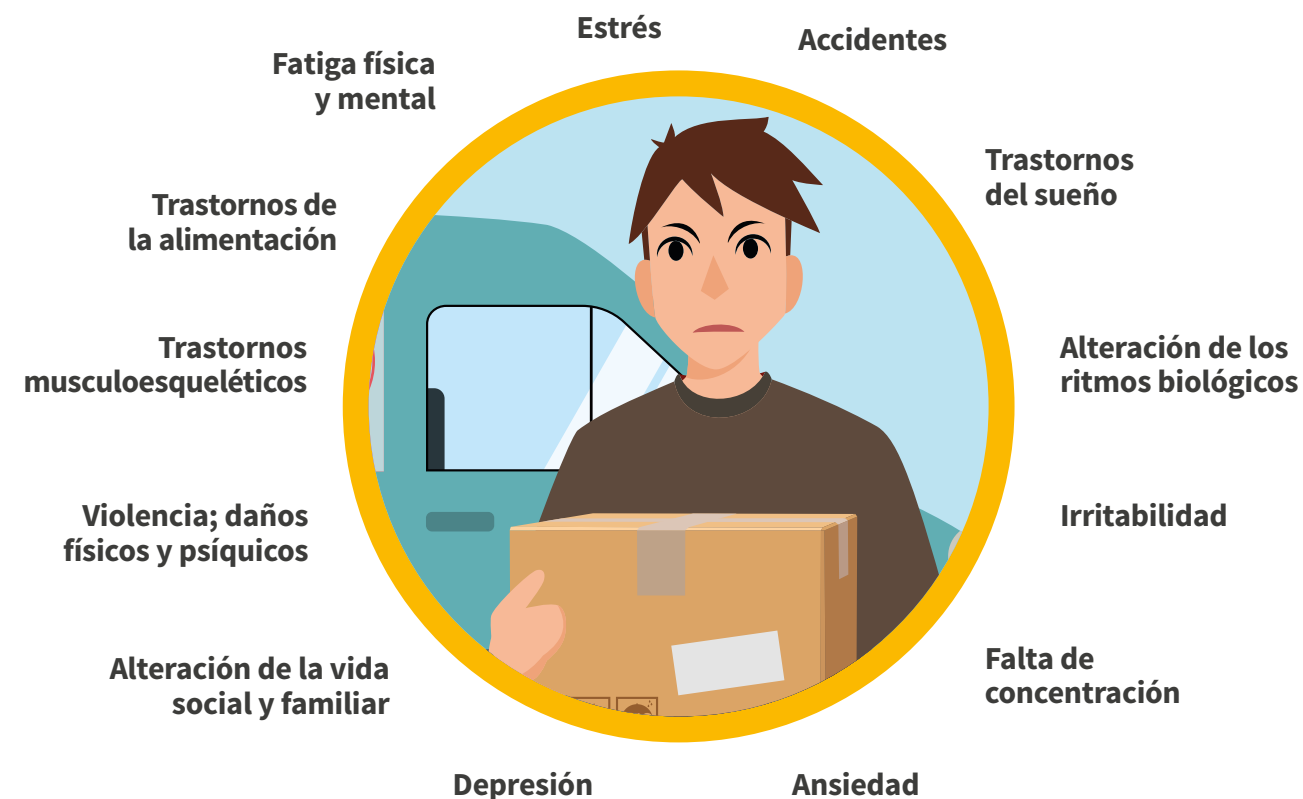 Estrés
Accidentes
Fatiga física
y mental
Trastornos
del sueño
Trastornos de
la alimentación
Alteración de los
ritmos biológicos
Trastornos
musculoesqueléticos
Irritabilidad
Violencia; daños
físicos y psíquicos
Falta de
concentración
Alteración de la vida
social y familiar
Depresión
Ansiedad